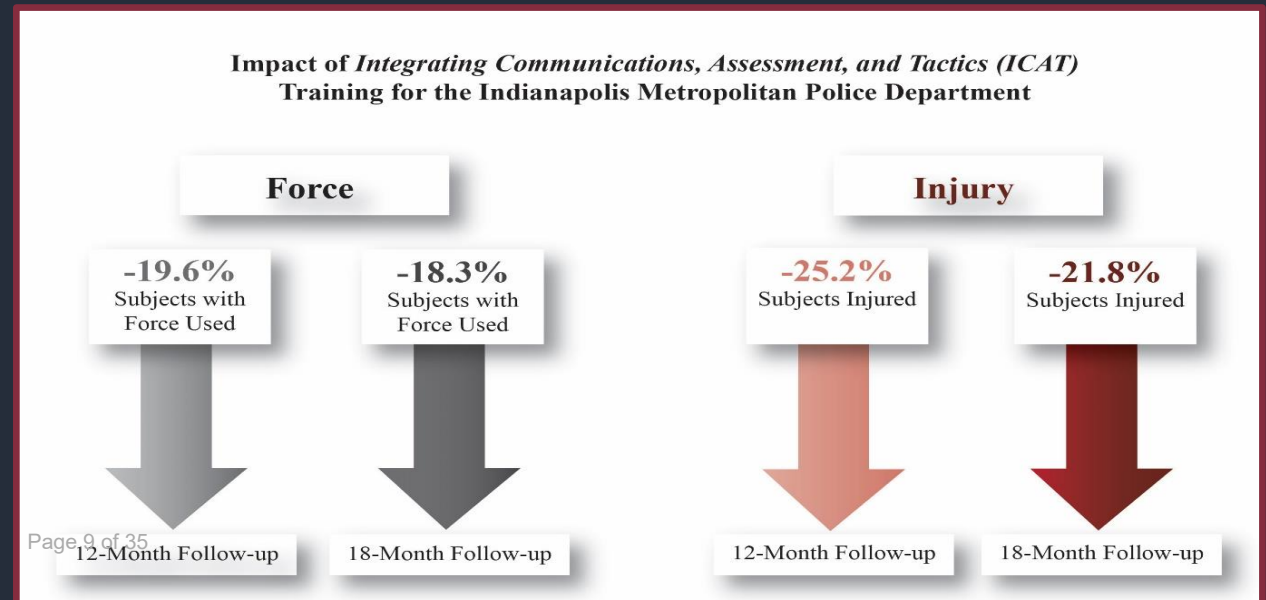 Impact of Integrating Communications, Assessment, and Tactics (ICAT)
Training for the Indianapolis Metropolitan Police Department
Force
-19.6%
Subjects with
Force Used
12-Month Follow-up
-18.3%
Subjects with
Force Used
18-Month Follow-up
Injury
-25.2%
Subjects Injured
12-Month Follow-up
-21.8%
Subjects Injured
18-Month Follow-up
Page 9 of 35